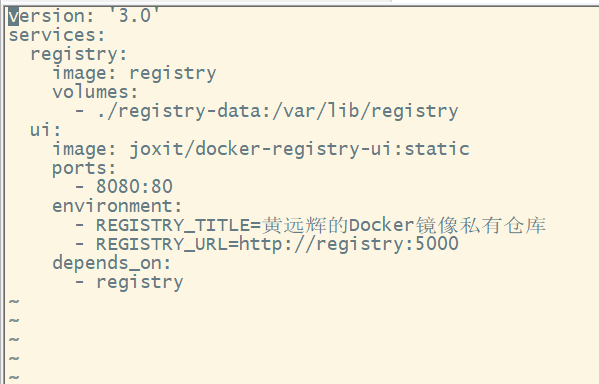 version: '3.0'
services:
  registry:
    image: registry
    volumes:
      - ./registry-data:/var/lib/registry
  ui:
    image: joxit/docker-registry-ui:static
    ports:
      - 8080:80
    environment:
      - REGISTRY_TITLE=黄远辉的Docker镜像私有仓库
      - REGISTRY_URL=http://registry:5000
    depends_on:
      - registry
~
~
~
~
~